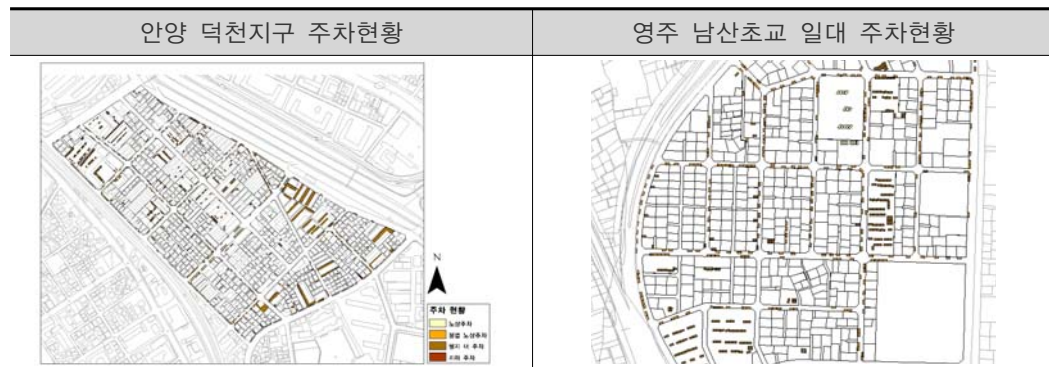 안양 덕천지구 주차현황
영주 남산초교 일대 주차현황
N
주차 현황
노상주차
불법 노상주차
필지 내 주차
지하 주차